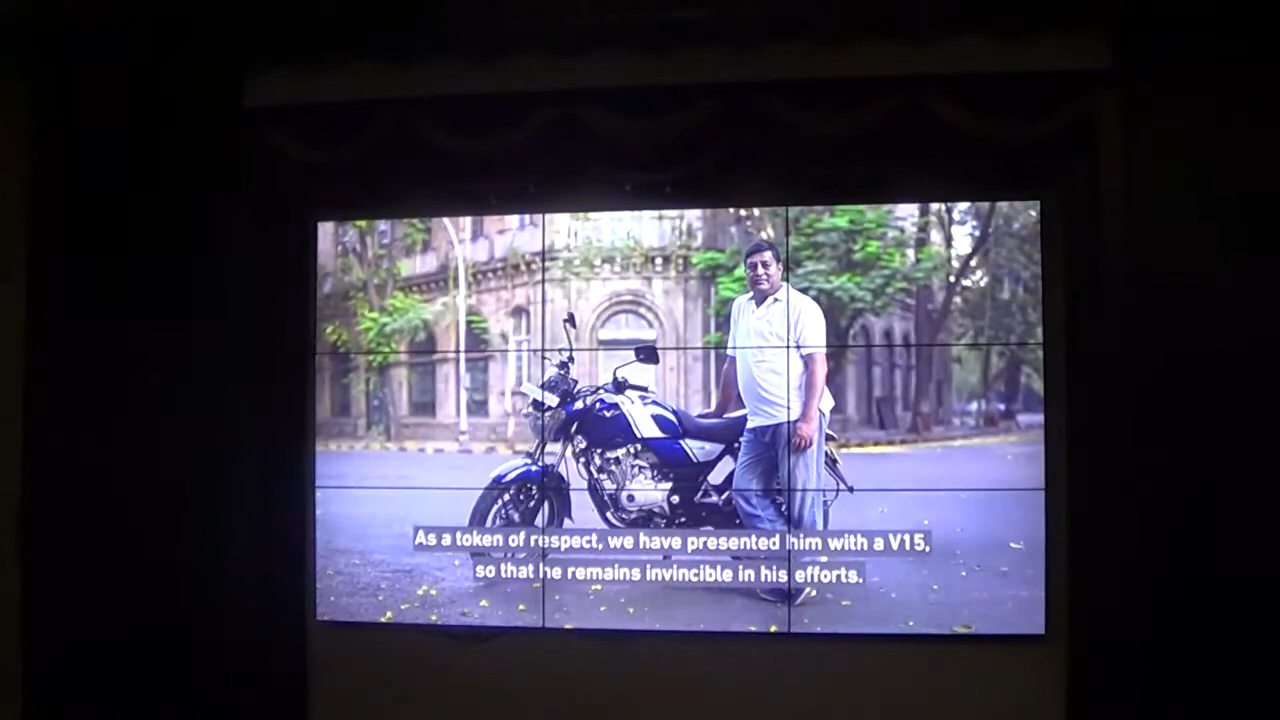 As a token of respect, we have presented him with a V15,
so that he remains invincible in his efforts.